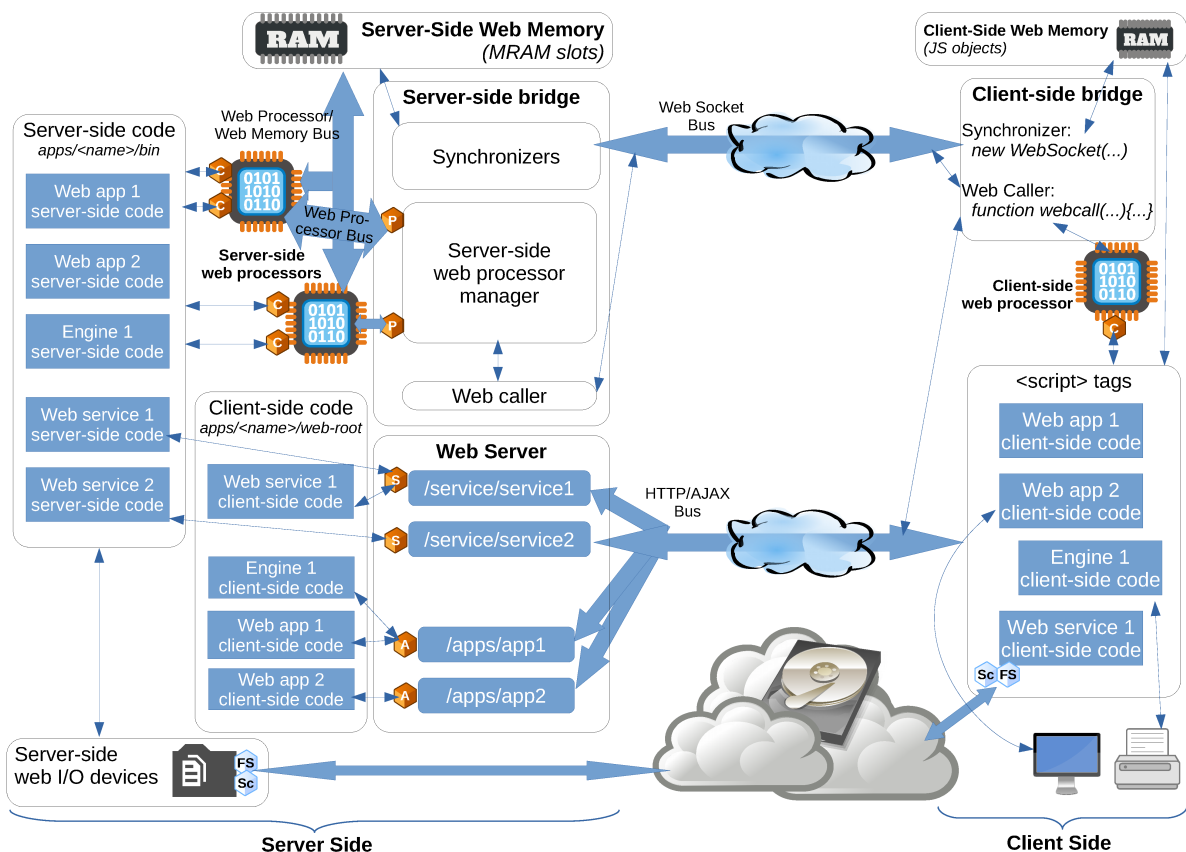 RAM
Server-Side Web Memory
(MRAM slots)
Client-Side Web Memory
(JS objects)
RAM
Server-side code
apps/<name>/bin
Web app 1
server-side code
Web app 2
server-side code
Engine 1
server-side code
Web service 1
server-side code
Web service 2
server-side code
Web Processor/
Web Memory Bus
C
C
0101
1010
0110
Web Pro-
cessor Bus
P
Server-side
web processors
C
C
0101
1010
0110
P
Server-side bridge
Synchronizers
Server-side
web processor
manager
Web caller
Web Socket
Bus
Client-side bridge
Synchronizer:
new WebSocket(...)
Web Caller:
function webcall(...){...}
Client-side
web processor
0101
1010
0110
C
Client-side code
apps/<name>/web-root
Web service 1
client-side code
Engine 1
client-side code
Web app 1
client-side code
Web app 2
client-side code
Web Server
S
/service/service1
S
/service/service2
A
/apps/app1
A
/apps/app2
HTTP/AJAX
Bus
<script> tags
Web app 1
client-side code
Web app 2
client-side code
Engine 1
client-side code
Web service 1
client-side code
Sc FS
Server-side
web I/O devices
FS
Sc
Server Side
Client Side